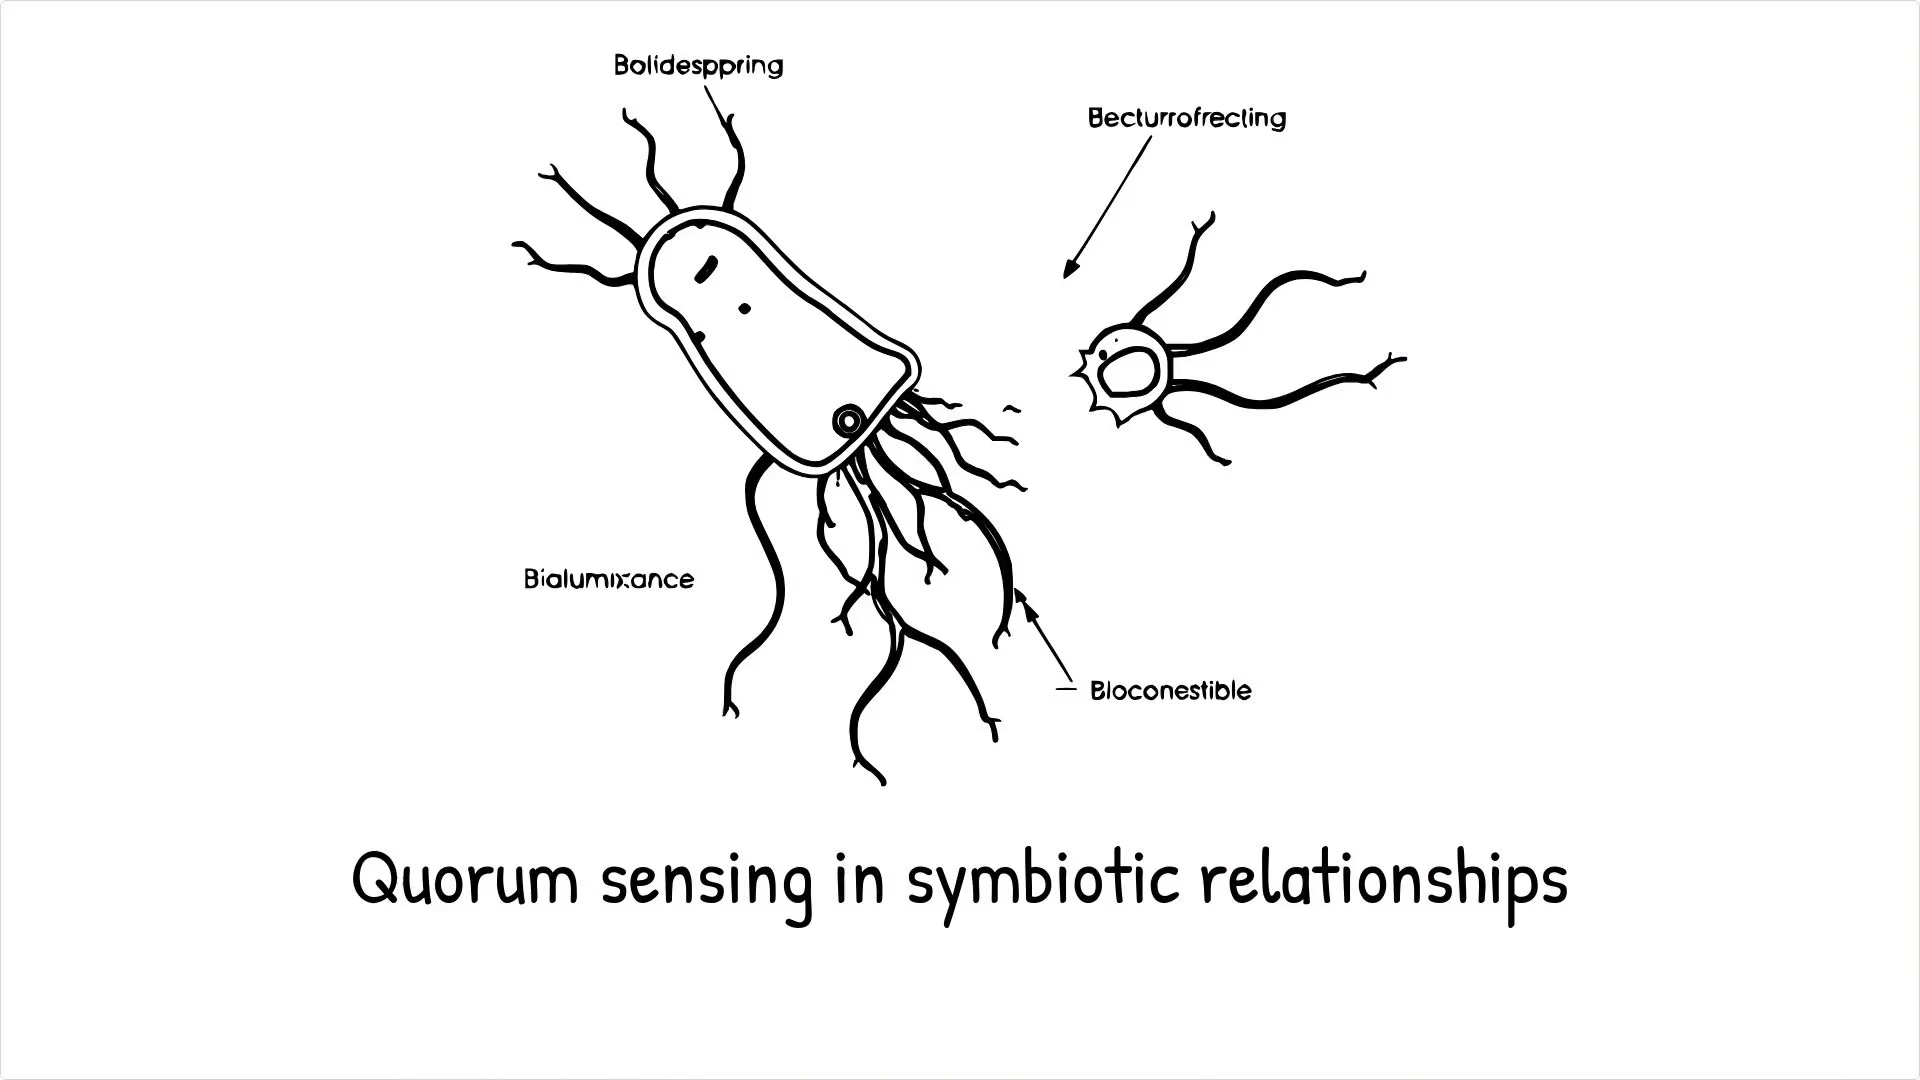 Bolidesppring
Becturrofrecting
Bialumixance
Bloconestible
Quorum sensing in symbiotic relationships